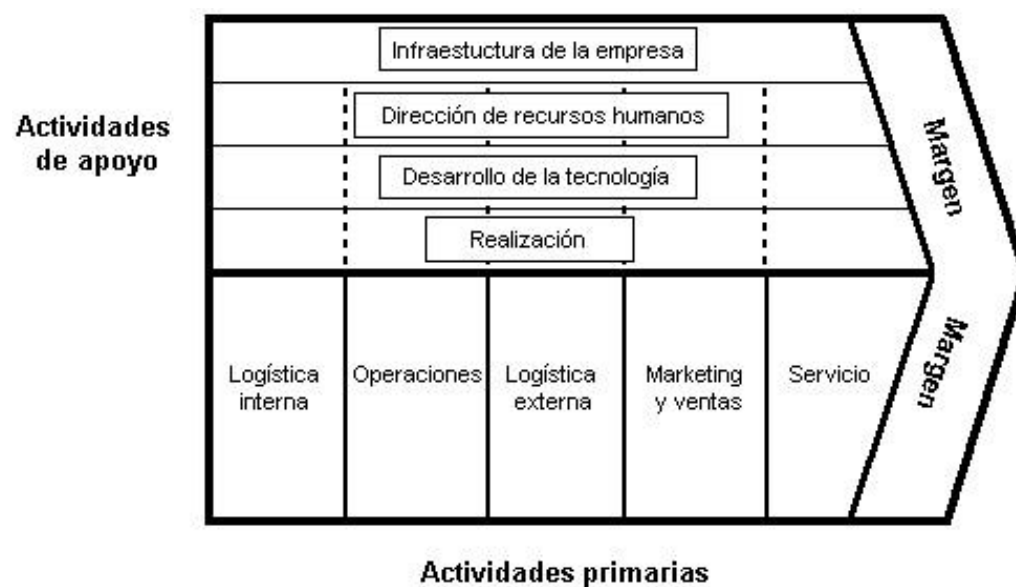 Infraestuctura de la empresa
Dirección de recursos humanos
Actividades
de apoyo
Desarrollo de la tecnología
Realización
Margen
Margen
Logística
interna
Operaciones
Logística
externa
Marketing
y ventas
Servicio
Actividades primarias